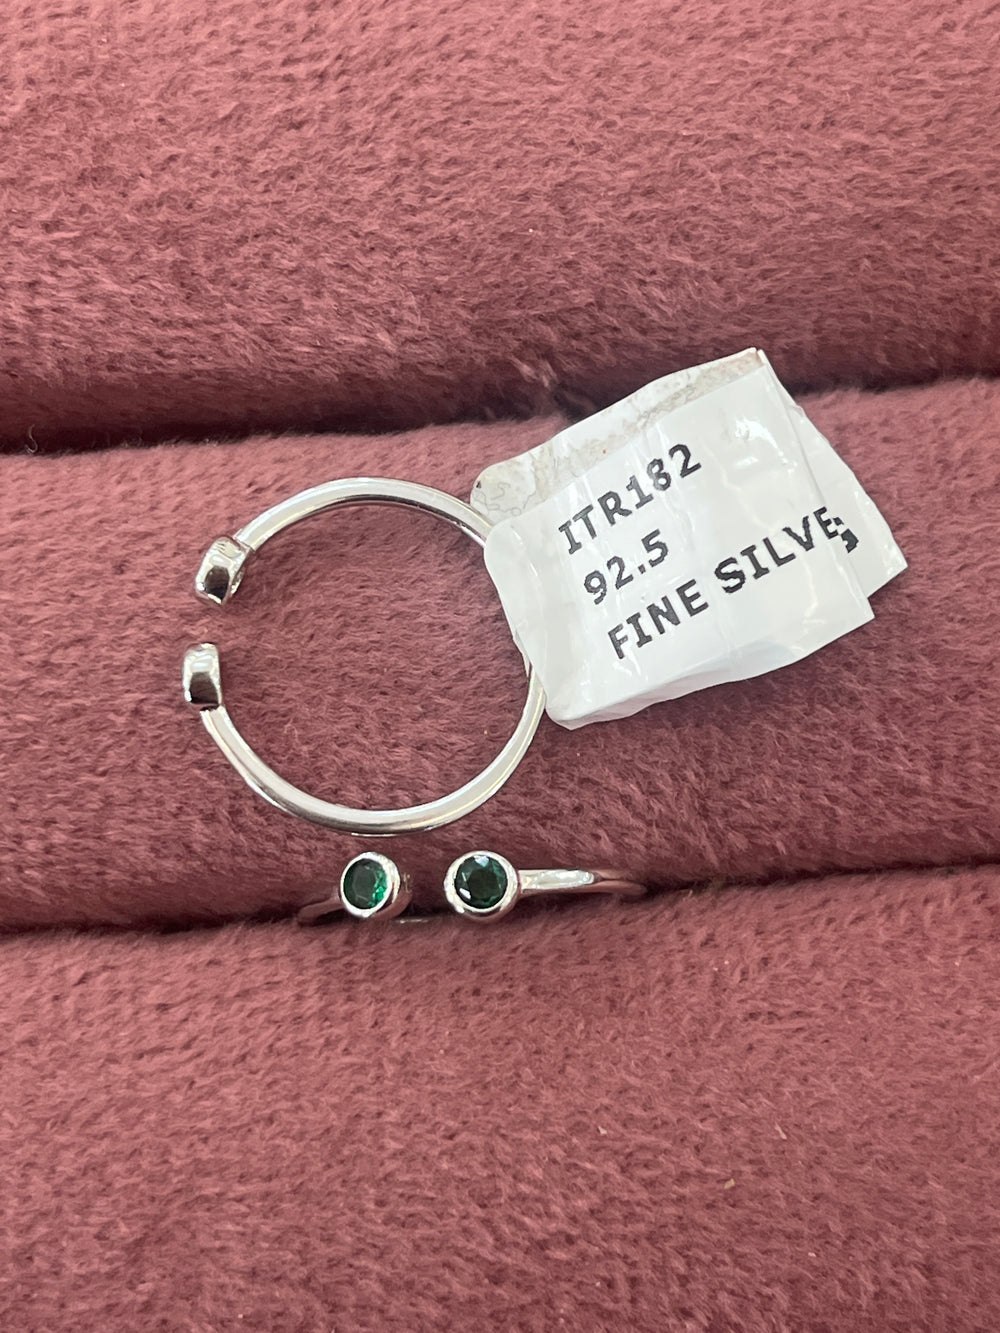 ITR182
92.5
FINE SILVE